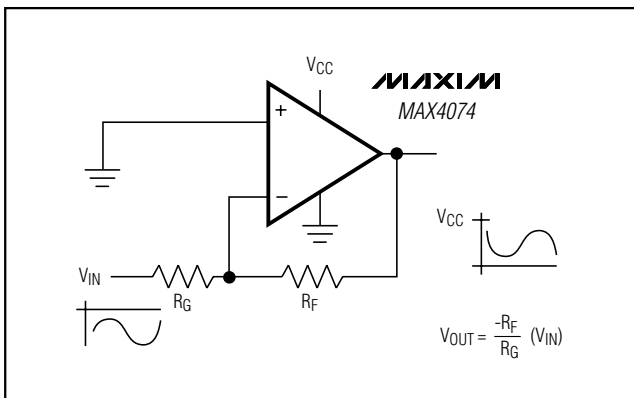 VCC
MAXIM
MAX4074
+
−
VCC
VIN
RG
RF
VOUT = -RF/RG (VIN)